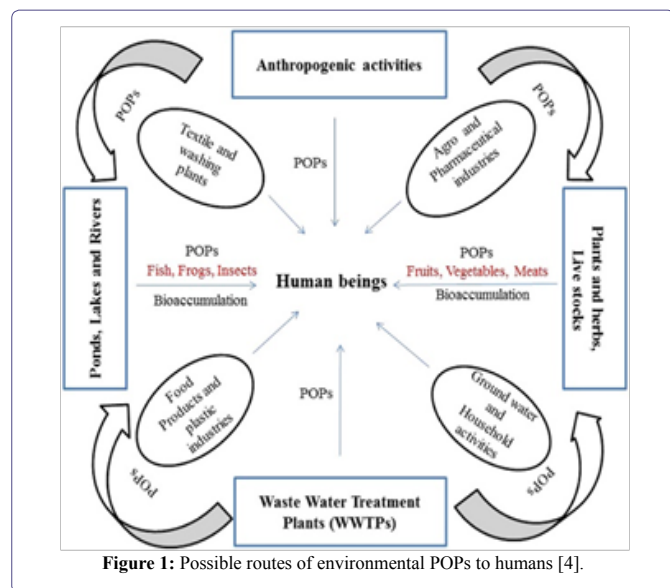 Anthropogenic activities
POPs
POPs
Textile and
washing
plants
POPs
Agro and
Pharmaceutical
industries
Ponds, Lakes and Rivers
POPs
Fish, Frogs, Insects
Bioaccumulation
Human beings
POPs
Fruits, Vegetables, Meats
Bioaccumulation
Plants and herbs,
Live stocks
Food
Products and
plastic
industries
POPs
Ground water
and
Household
activities
POPs
POPs
Waste Water Treatment
Plants (WWTPs)
Figure 1: Possible routes of environmental POPs to humans [4].